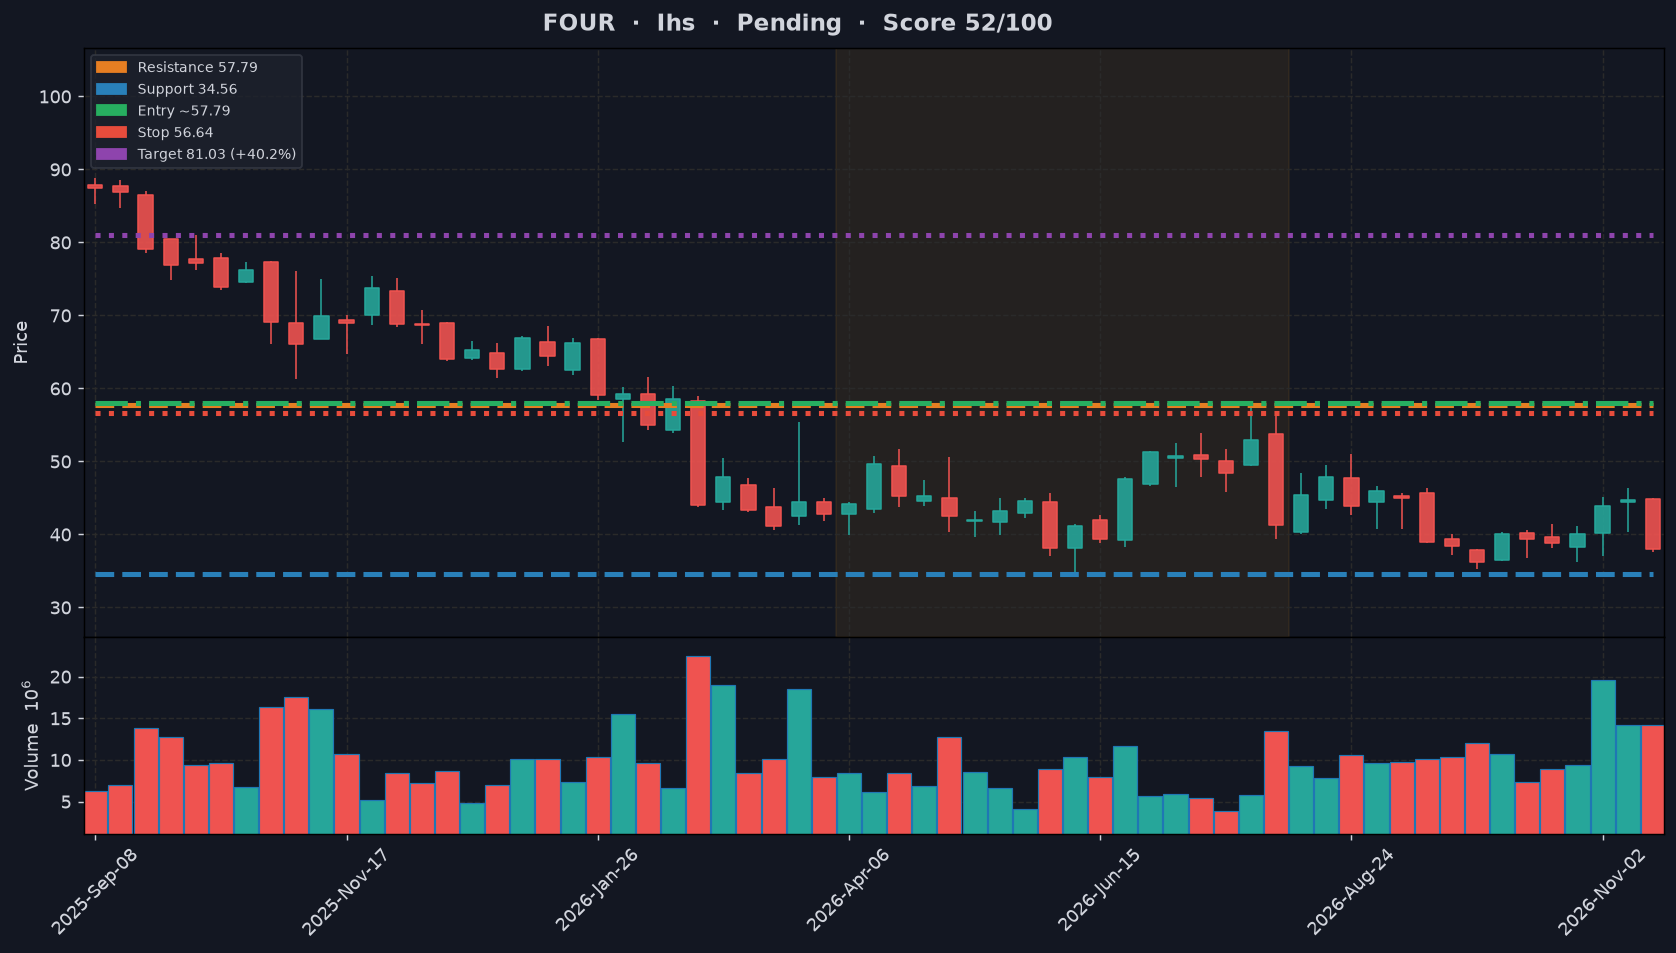 FOUR · Ihs · Pending · Score 52/100
Resistance 57.79
Support 34.56
Entry ~57.79
Stop 56.64
Target 81.03 (+40.2%)
Price
100
90
80
70
60
50
40
30
Volume 10⁶
20
15
10
5
2025-Sep-08
2025-Nov-17
2026-Jan-26
2026-Apr-06
2026-Jun-15
2026-Aug-24
2026-Nov-02